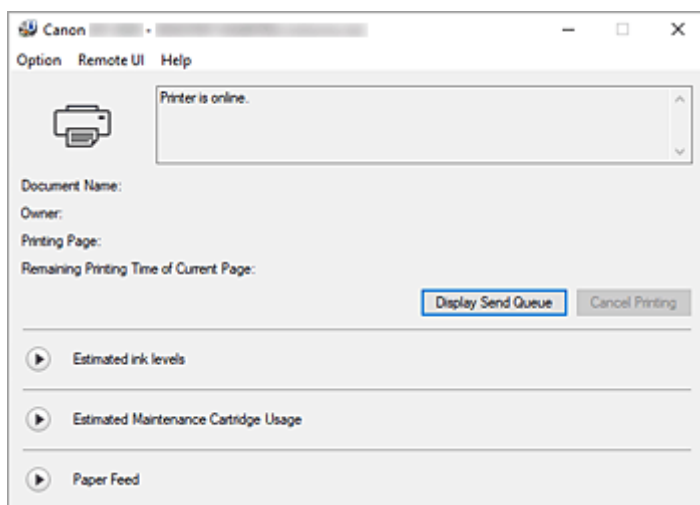 Canon -
Option Remote UI Help
Printer is online.
Document Name:
Owner:
Printing Page:
Remaining Printing Time of Current Page:
Display Send Queue Cancel Printing
Estimated ink levels
Estimated Maintenance Cartridge Usage
Paper Feed